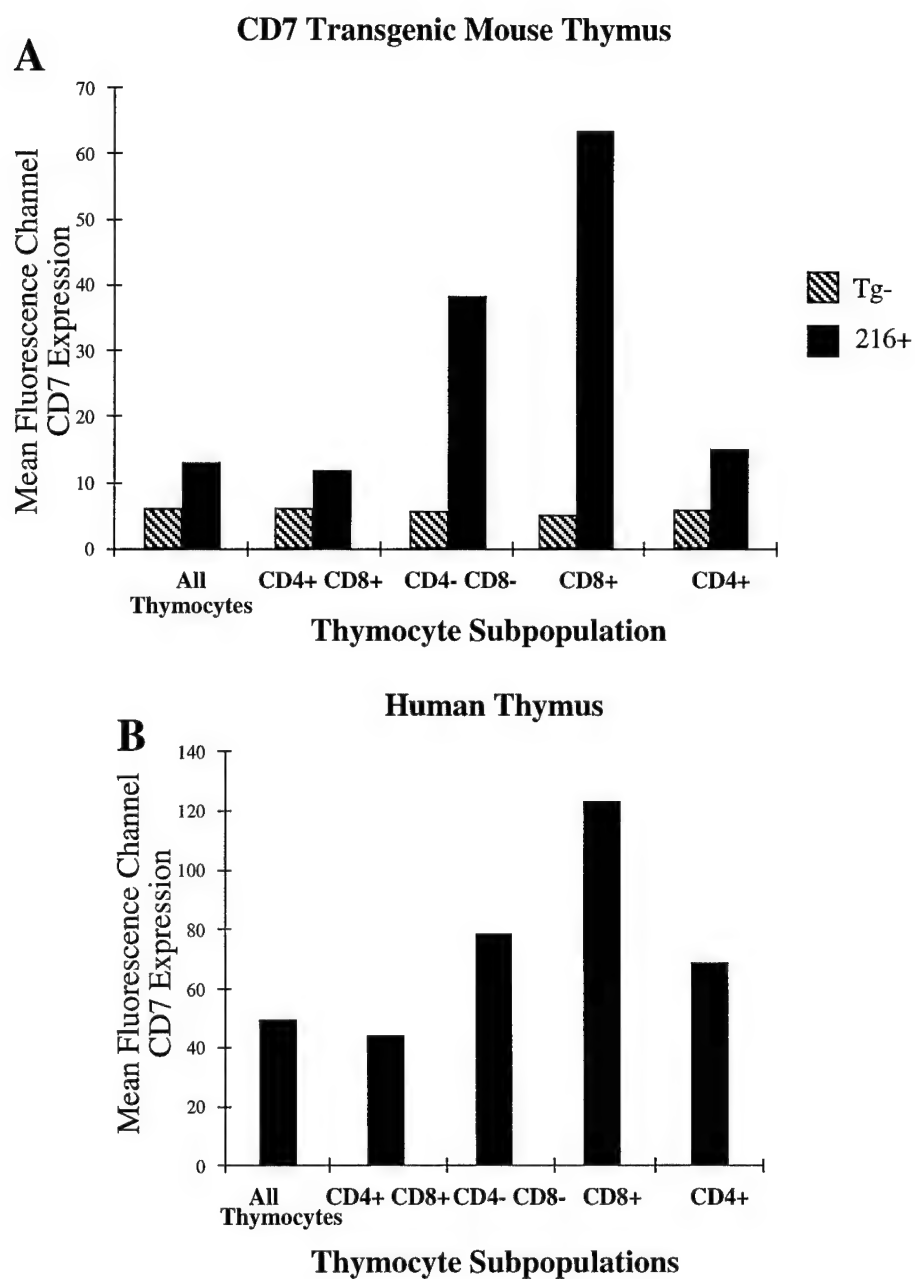 CD7 Transgenic Mouse Thymus
A
70
60
50
40
30
20
10
0
Mean Fluorescence Channel
CD7 Expression
Tg-
216+
All
Thymocytes
CD4+ CD8+
CD4- CD8-
CD8+
CD4+
Thymocyte Subpopulation
Human Thymus
B
140
120
100
80
60
40
20
0
Mean Fluorescence Channel
CD7 Expression
All
Thymocytes
CD4+ CD8+
CD4- CD8-
CD8+
CD4+
Thymocyte Subpopulations